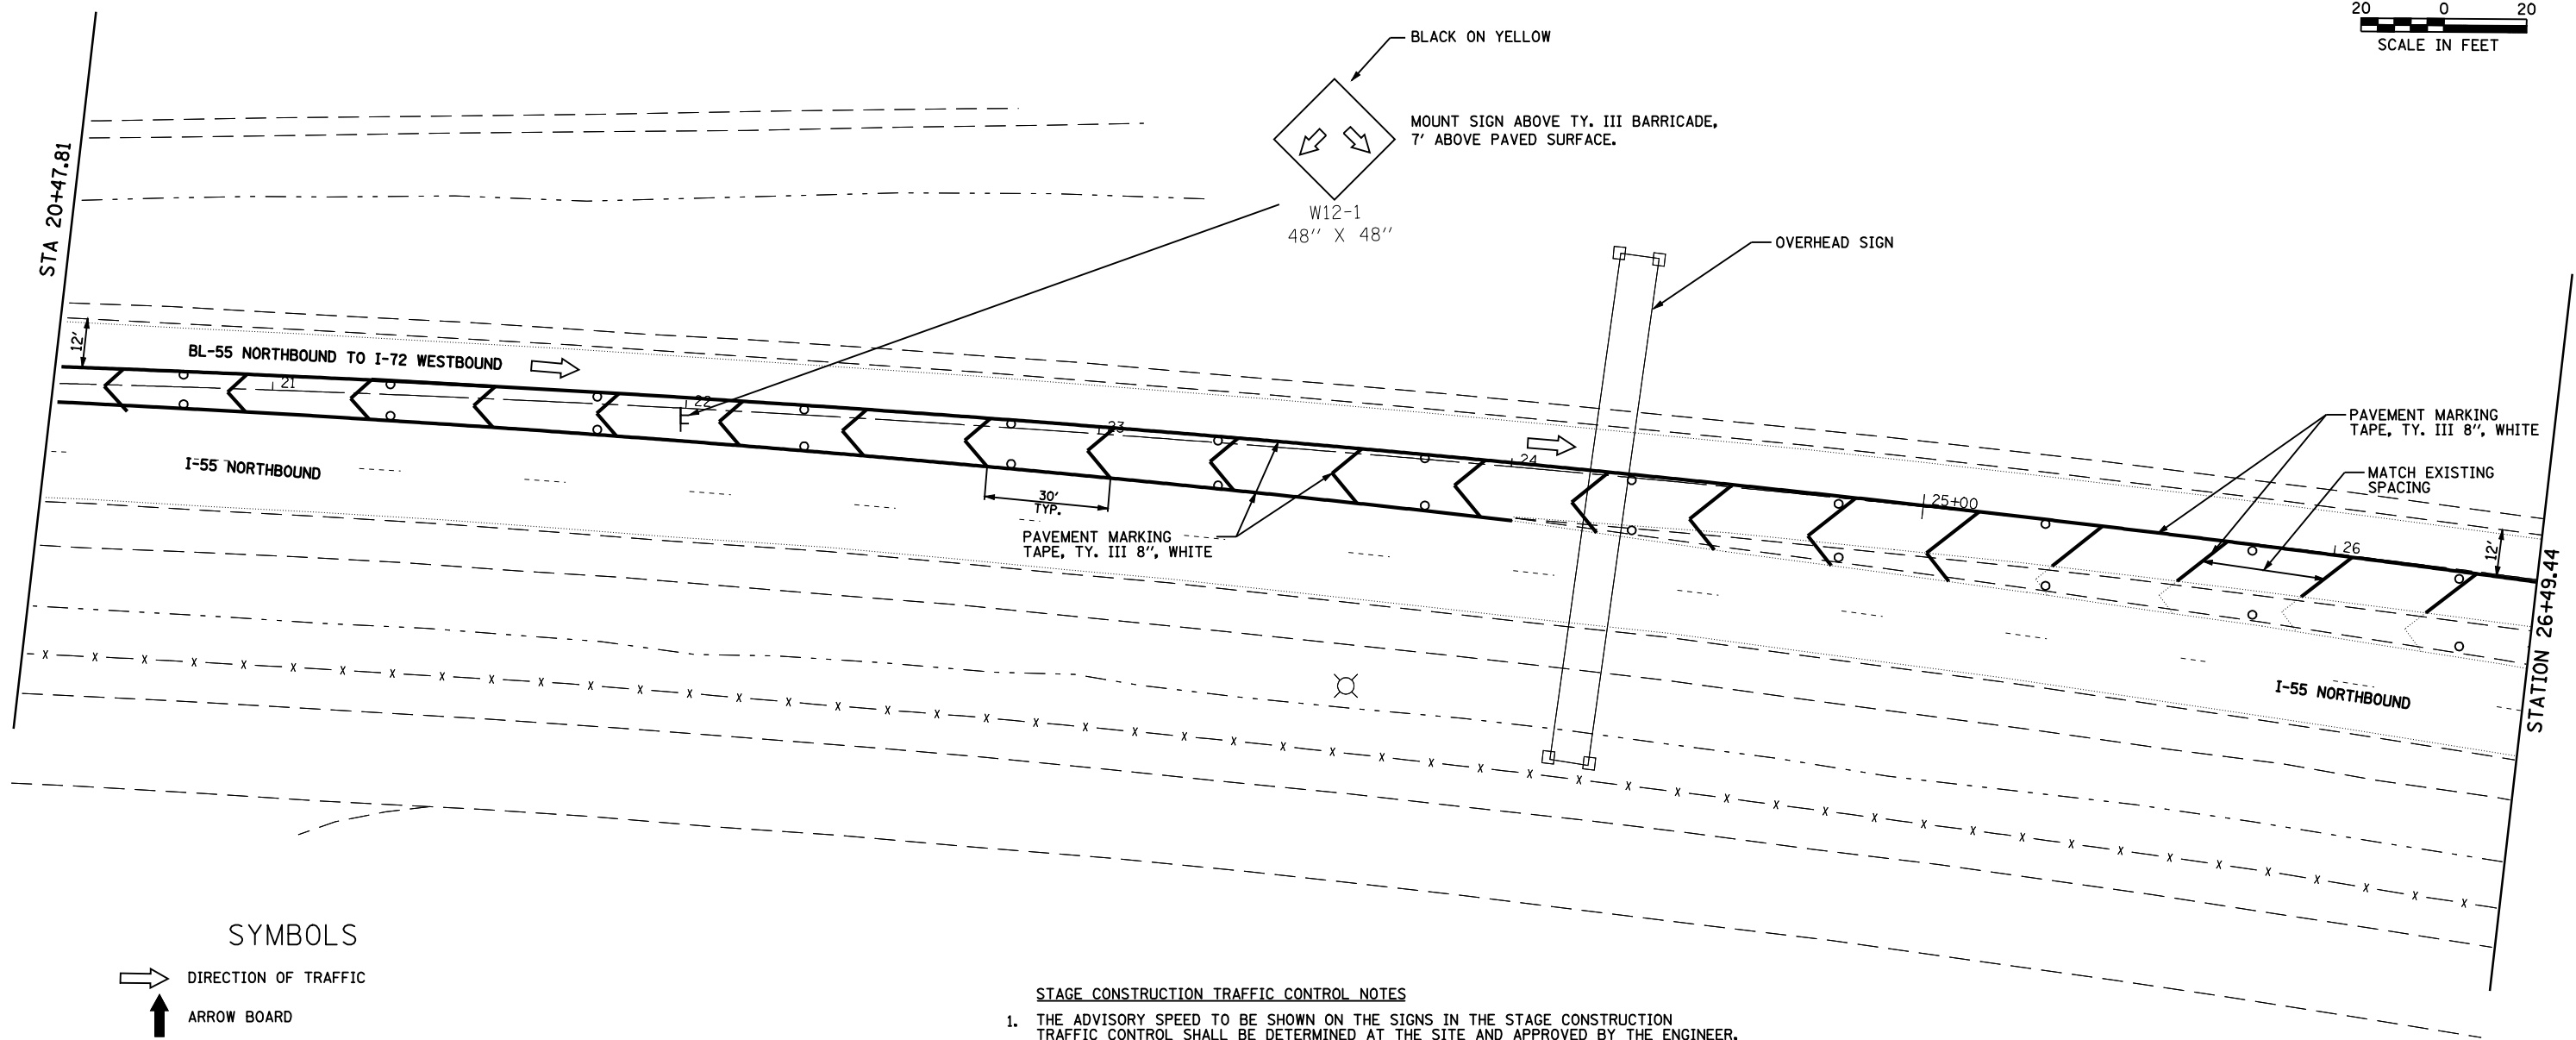 20 0 20
SCALE IN FEET
BLACK ON YELLOW
MOUNT SIGN ABOVE TY. III BARRICADE,
7' ABOVE PAVED SURFACE.
W12-1
48" X 48"
OVERHEAD SIGN
STA 20+47.81
12'
BL-55 NORTHBOUND TO I-72 WESTBOUND
21
22
23
24
25+00
26
I-55 NORTHBOUND
30'
TYP.
PAVEMENT MARKING
TAPE, TY. III 8", WHITE
PAVEMENT MARKING
TAPE, TY. III 8", WHITE
MATCH EXISTING
SPACING
12'
STATION 26+49.44
I-55 NORTHBOUND
X X X X X X X X X X X X X X X X X X X X X X X X X X X X X X X X X X X X X X X X X X X X X X X X X X
SYMBOLS
DIRECTION OF TRAFFIC
ARROW BOARD
STAGE CONSTRUCTION TRAFFIC CONTROL NOTES
1. THE ADVISORY SPEED TO BE SHOWN ON THE SIGNS IN THE STAGE CONSTRUCTION
TRAFFIC CONTROL SHALL BE DETERMINED AT THE SITE AND APPROVED BY THE ENGINEER.